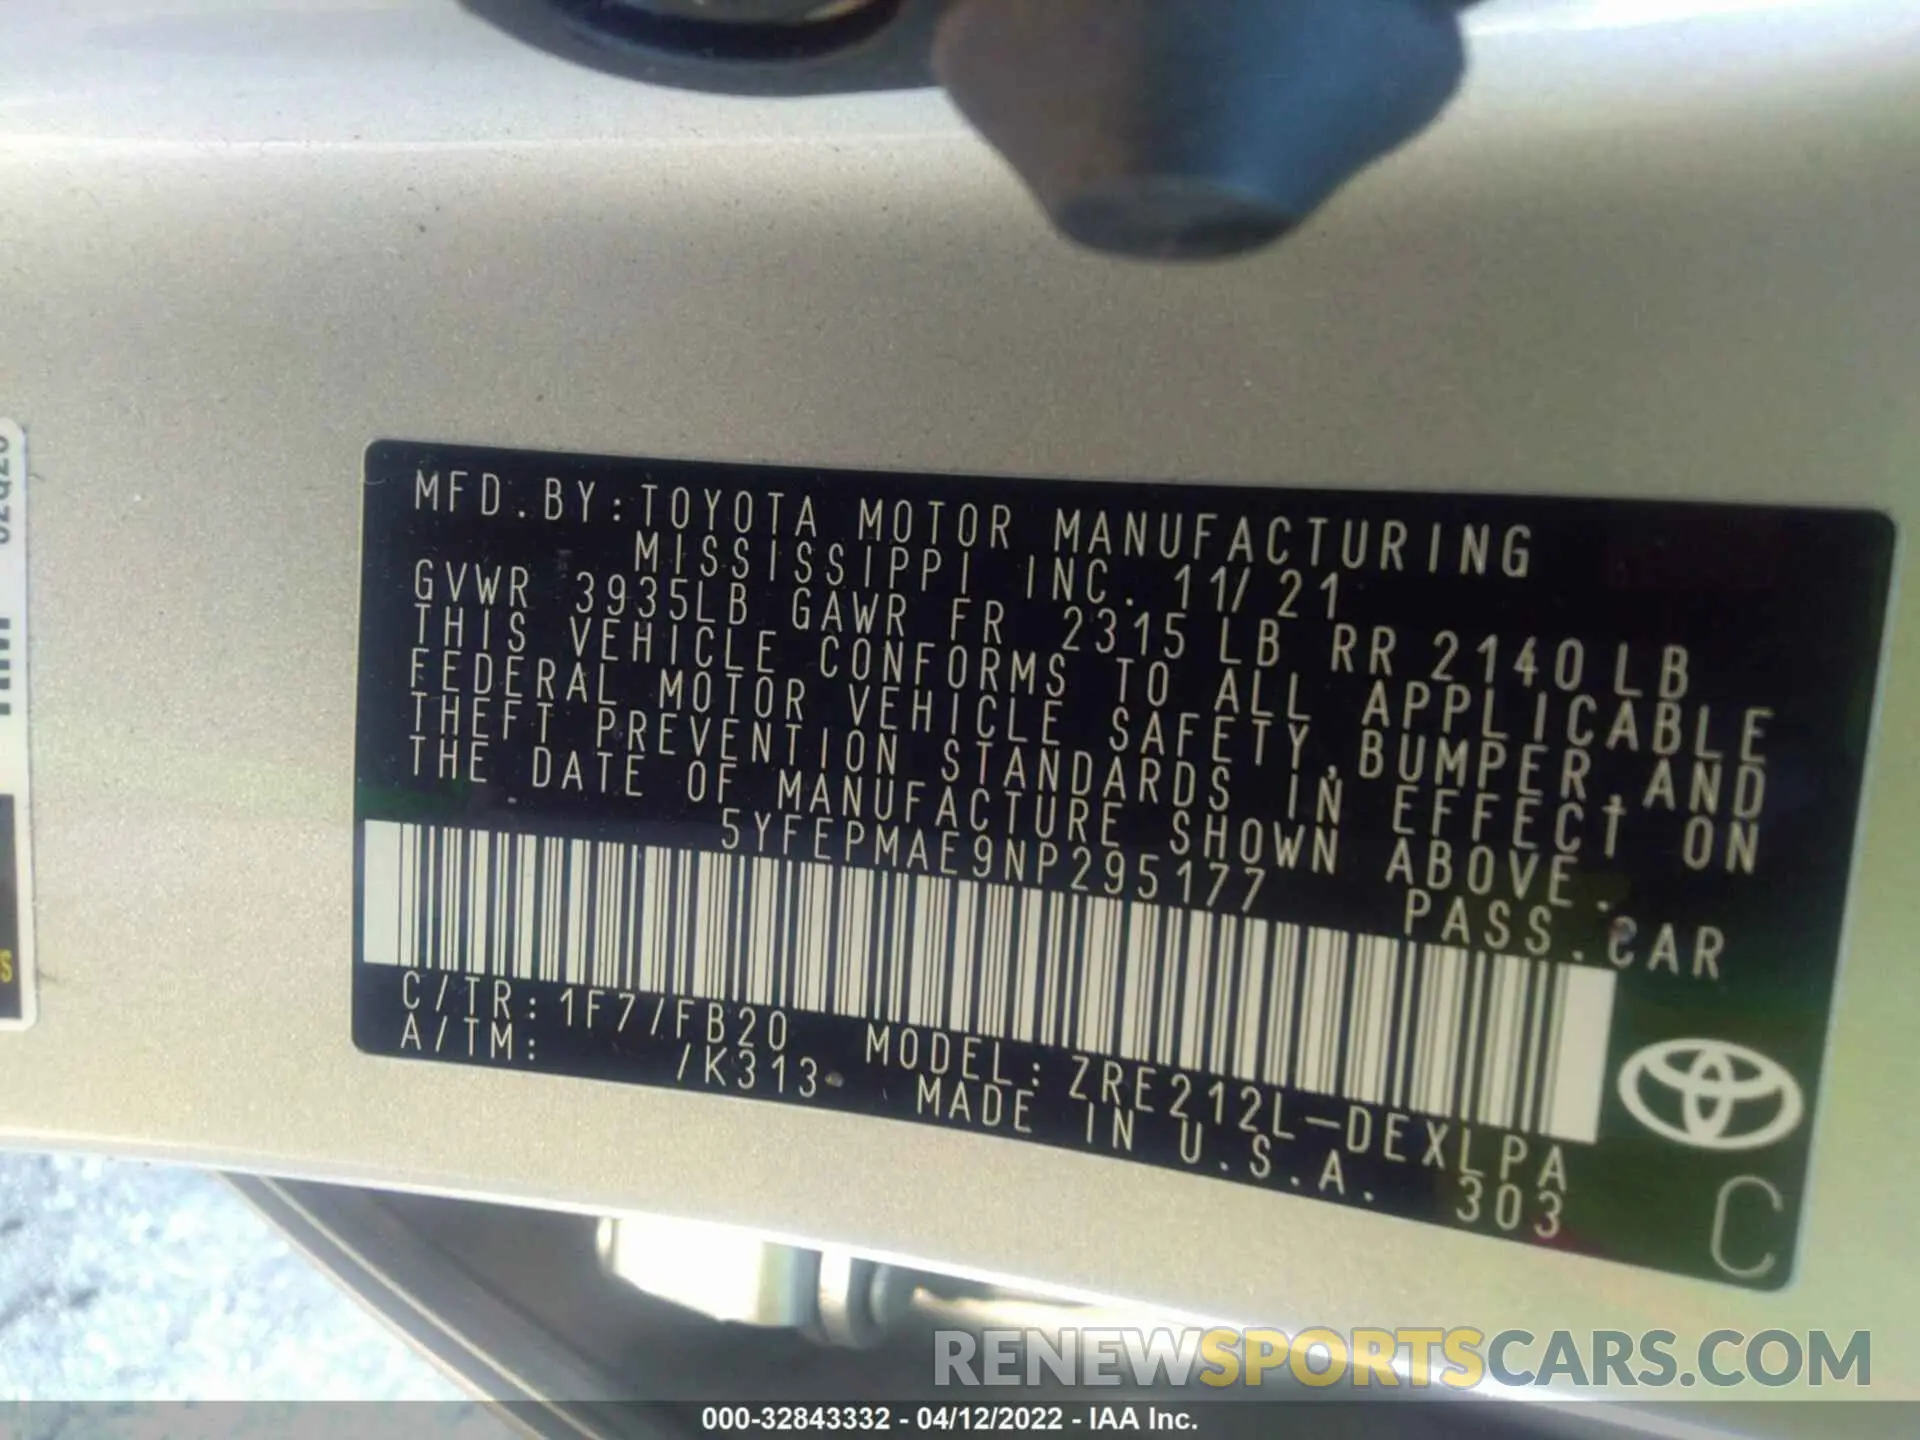 MFD.BY:TOYOTA MOTOR MANUFACTURING
MISSISSIPPI INC. 11/21
GVWR 3935LB GAWR FR 2315LB RR 2140LB
THIS VEHICLE CONFORMS TO ALL APPLICABLE
FEDERAL MOTOR VEHICLE SAFETY,BUMPER,AND
THEFT PREVENTION STANDARDS IN EFFECT ON
THE DATE OF MANUFACTURE SHOWN ABOVE.
5YFEPMAE9NP295177 PASS.CAR
C/TR:1F7/FB20 MODEL:ZRE212L-DEXLPA
A/TM: /K313 MADE IN U.S.A. 303
C
RENEWSPORTSCARS.COM
000-32843332 - 04/12/2022 - IAA Inc.